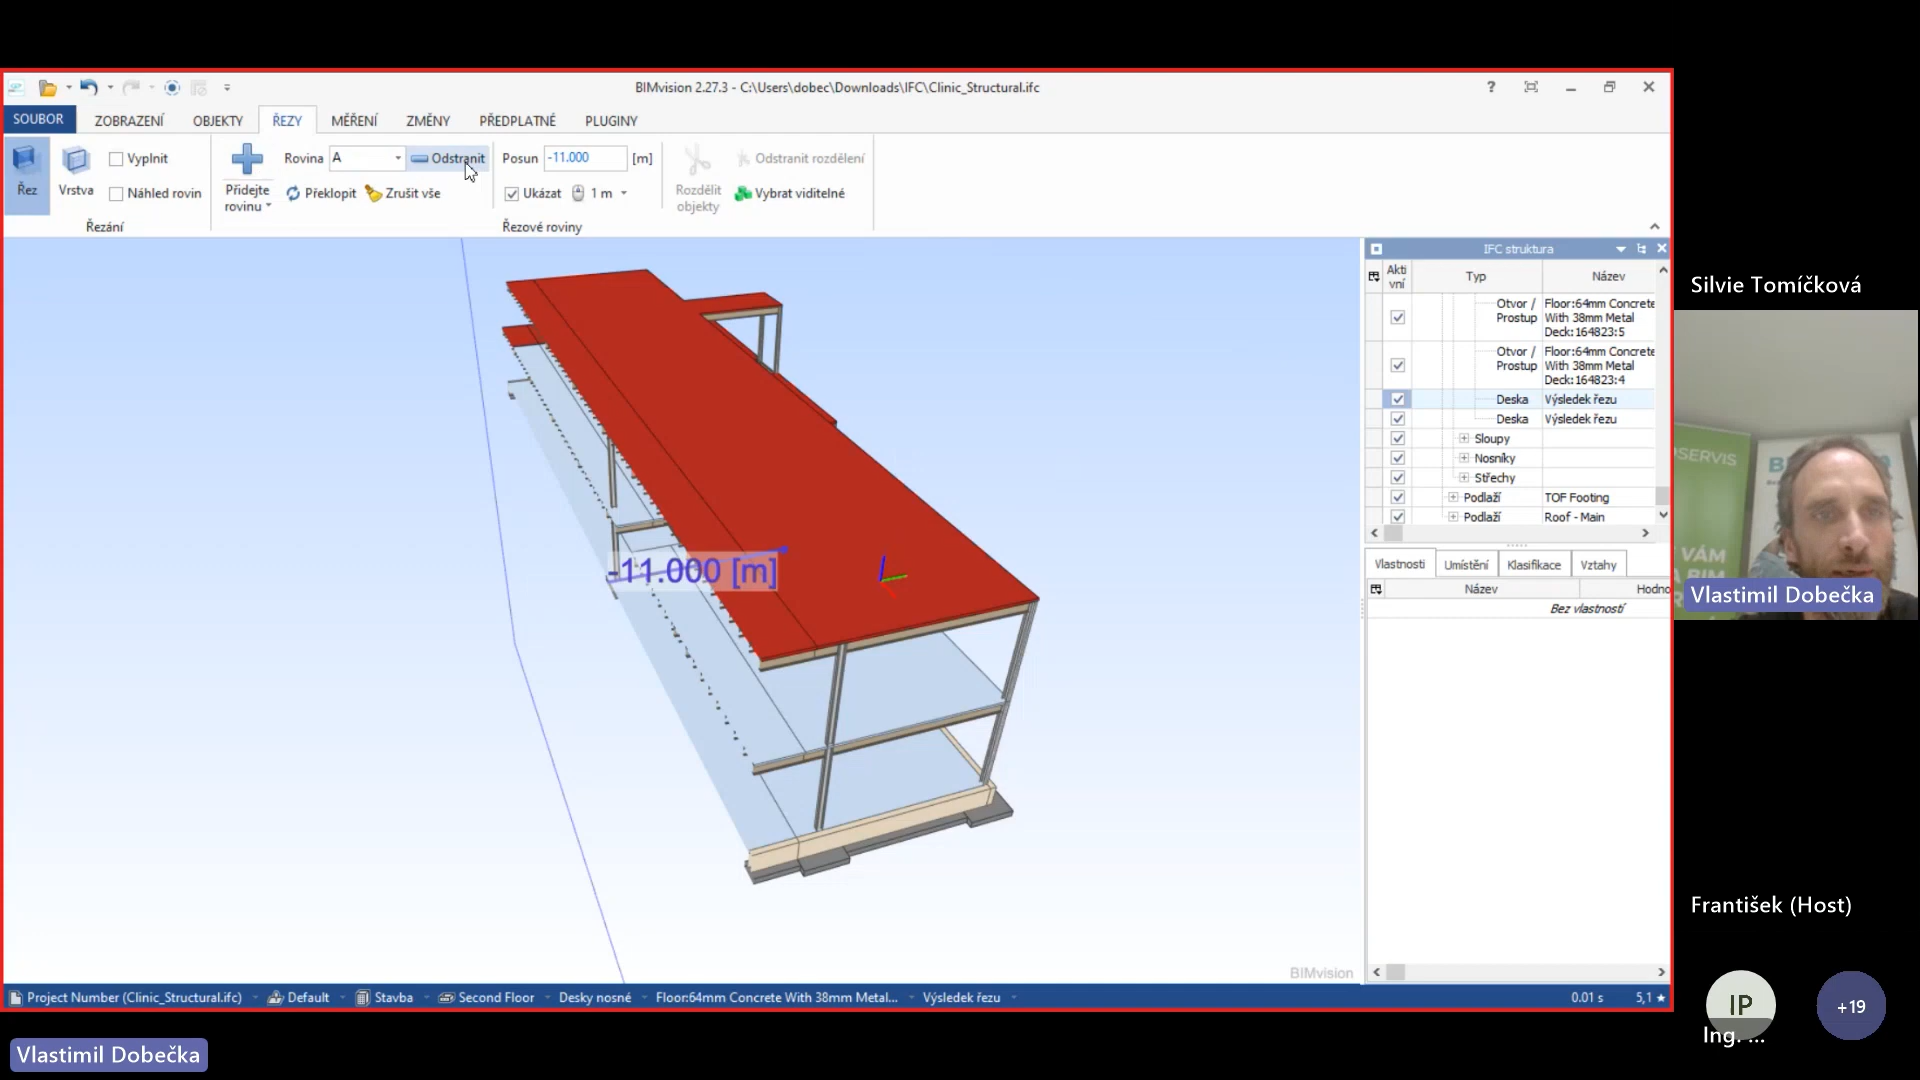 BIMvision 2.27.3 - C:\Users\dobec\Downloads\IFC\Clinic_Structural.ifc
SOUBOR ZOBRAZENÍ OBJEKTY ŘEZY MĚŘENÍ ZMĚNY PŘEDPLATNÉ PLUGINY
Řez
Vrstva
Vyplnit
Náhled rovin
Řezání
Přidejte
rovinu
Rovina A Odstranit
Překlopit Zrušit vše
Posun -11.000 [m]
Ukázat 1 m
Řezové roviny
Rozdělit
objekty
Odstranit rozdělení
Vybrat viditelné
-11.000 [m]
BIMvision
IFC struktura
Akti
vní
Typ Název
Otvor /
Prostup
Floor:64mm Concrete
With 38mm Metal
Deck:164823:5
Otvor /
Prostup
Floor:64mm Concrete
With 38mm Metal
Deck:164823:4
Deska Výsledek řezu
Deska Výsledek řezu
Sloupy
Nosníky
Střechy
Podlaží TOF Footing
Podlaží Roof - Main
Vlastnosti Umístění Klasifikace Vztahy
Název Hodno
Bez vlastností
Project Number (Clinic_Structural.ifc) Default Stavba Second Floor Desky nosné Floor:64mm Concrete With 38mm Metal... Výsledek řezu
0.01 s 5,1 ★
Silvie Tomíčková
SERVIS
VÁM
Vlastimil Dobečka
František (Host)
IP
+19
Ing. ...
Vlastimil Dobečka